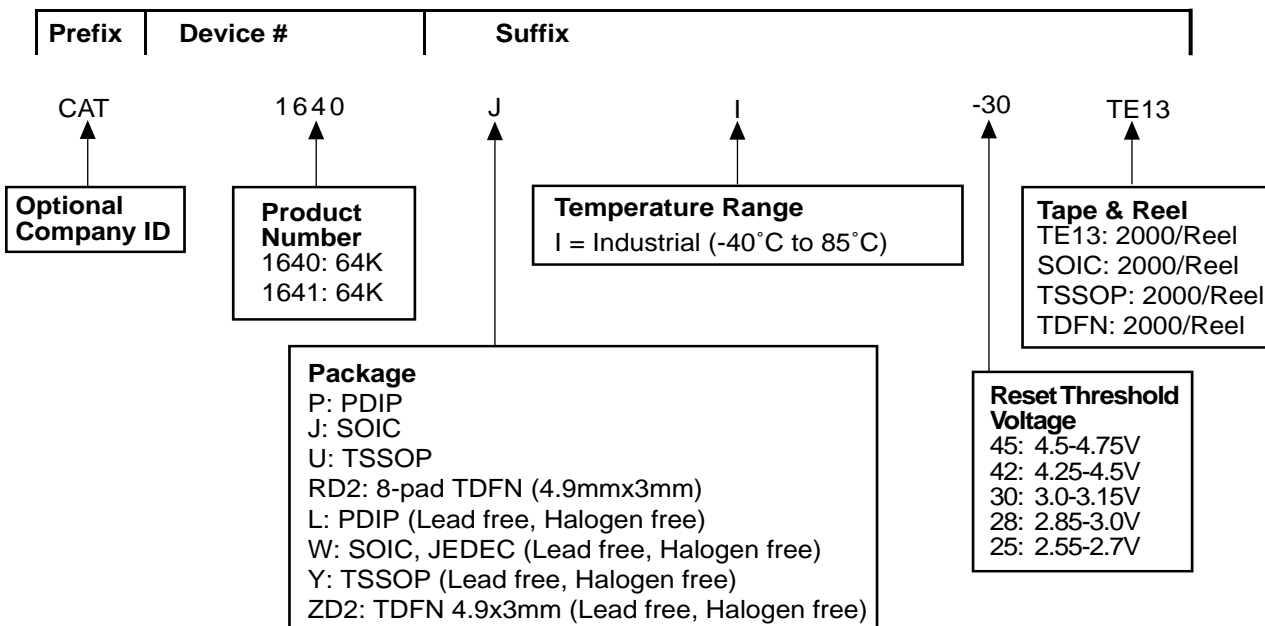 Prefix Device # Suffix
CAT 1640 J I -30 TE13
Optional
Company ID
Product
Number
1640: 64K
1641: 64K
Temperature Range
I = Industrial (-40˚C to 85˚C)
Tape & Reel
TE13: 2000/Reel
SOIC: 2000/Reel
TSSOP: 2000/Reel
TDFN: 2000/Reel
Package
P: PDIP
J: SOIC
U: TSSOP
RD2: 8-pad TDFN (4.9mmx3mm)
L: PDIP (Lead free, Halogen free)
W: SOIC, JEDEC (Lead free, Halogen free)
Y: TSSOP (Lead free, Halogen free)
ZD2: TDFN 4.9x3mm (Lead free, Halogen free)
Reset Threshold
Voltage
45: 4.5-4.75V
42: 4.25-4.5V
30: 3.0-3.15V
28: 2.85-3.0V
25: 2.55-2.7V